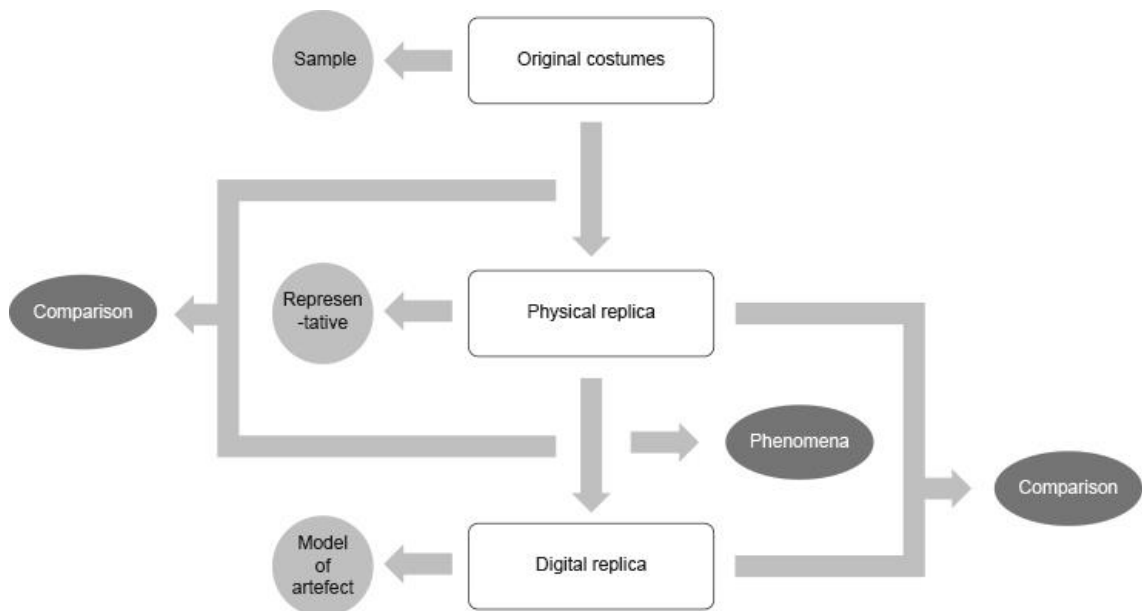 Sample
Original costumes
Comparison
Represen
-tative
Physical replica
Phenomena
Comparison
Model
of
artefect
Digital replica